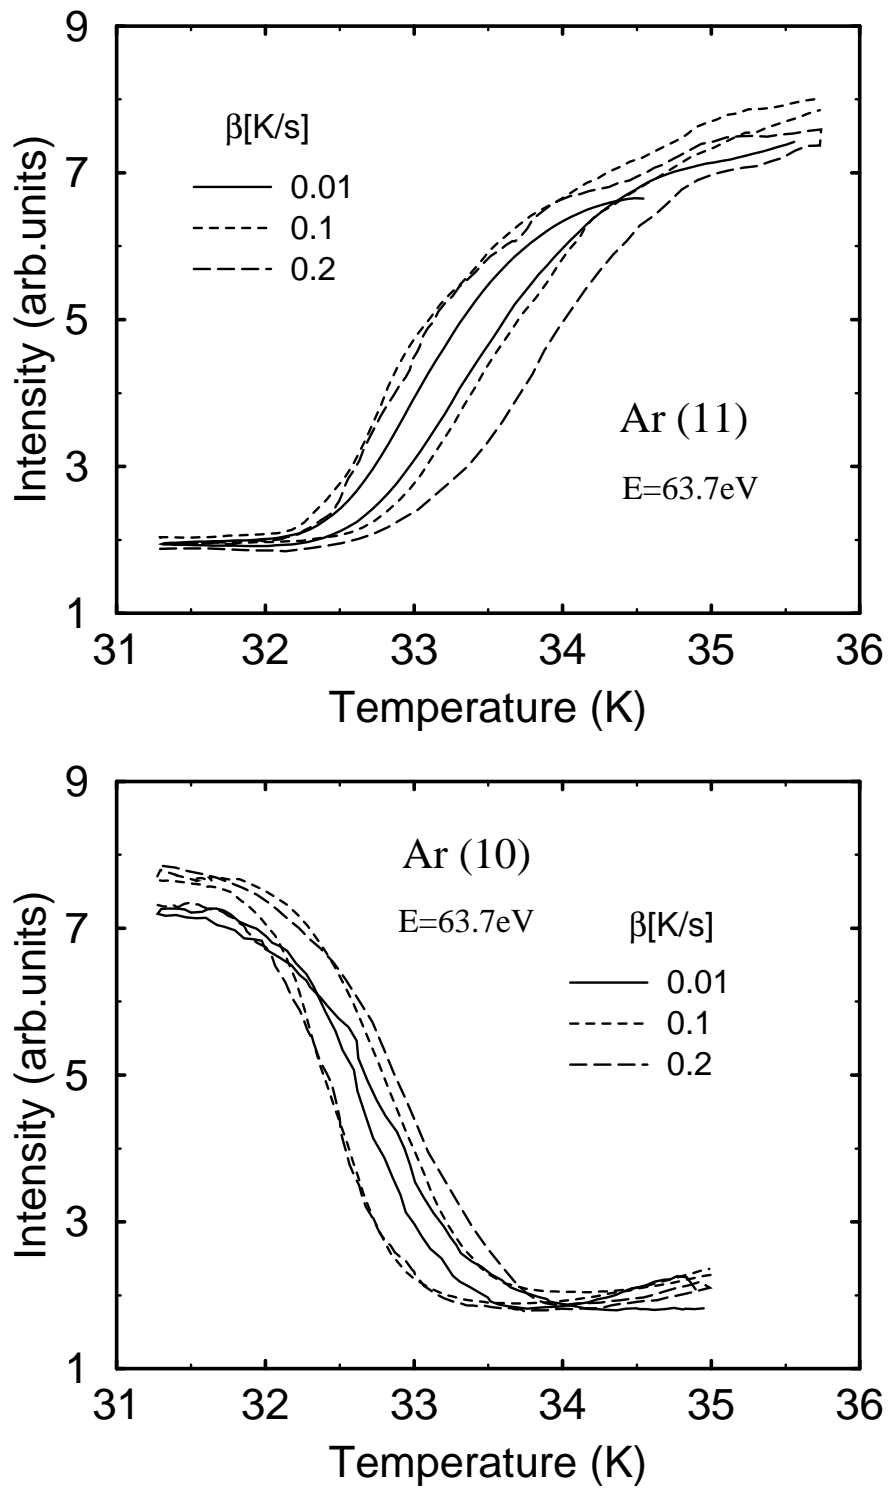 9
7
5
3
1
Intensity (arb.units)
β[K/s]
0.01
0.1
0.2
Ar (11)
E=63.7eV
31 32 33 34 35 36
Temperature (K)
9
7
5
3
1
Intensity (arb.units)
Ar (10)
E=63.7eV
β[K/s]
0.01
0.1
0.2
31 32 33 34 35 36
Temperature (K)